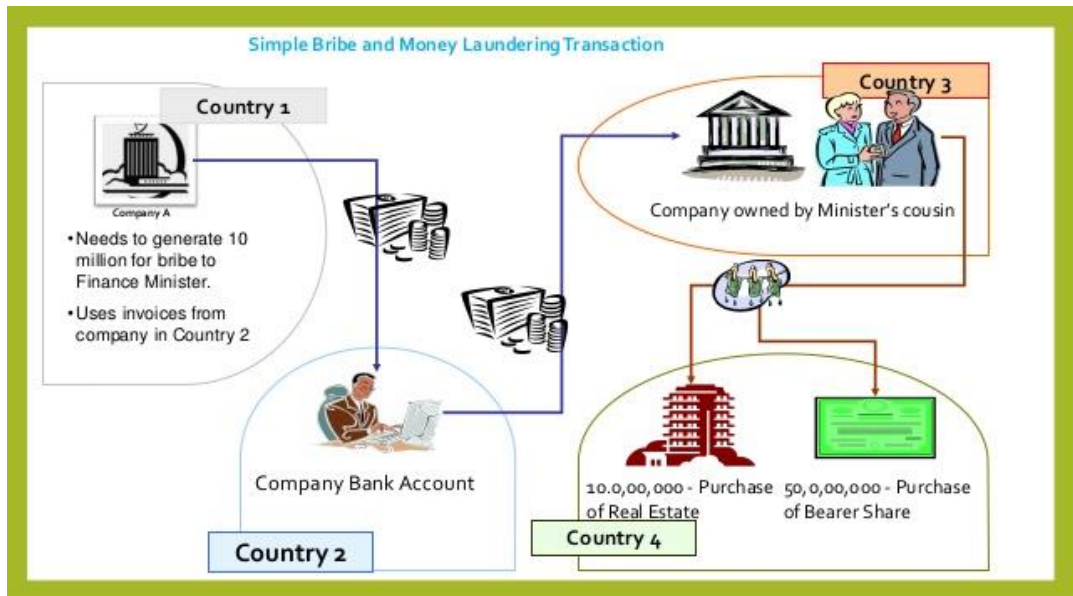 Simple Bribe and Money Laundering Transaction
Country 1
Company A
•Needs to generate 10
million for bribe to
Finance Minister.
•Uses invoices from
company in Country 2
Company Bank Account
Country 2
Country 3
Company owned by Minister's cousin
10.0,00,000 - Purchase
of Real Estate
50,0,00,000 - Purchase
of Bearer Share
Country 4